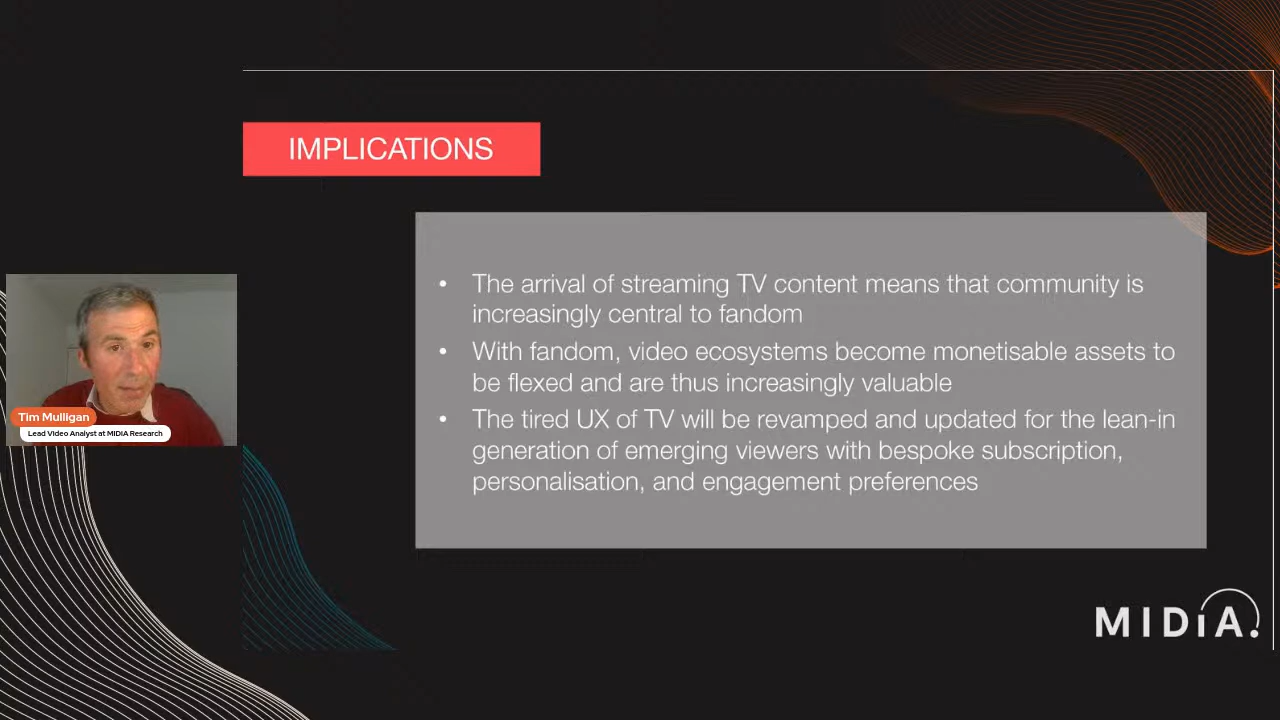 IMPLICATIONS
• The arrival of streaming TV content means that community is
increasingly central to fandom
• With fandom, video ecosystems become monetisable assets to
be flexed and are thus increasingly valuable
• The tired UX of TV will be revamped and updated for the lean-in
generation of emerging viewers with bespoke subscription,
personalisation, and engagement preferences
Tim Mulligan
Lead Video Analyst at MIDiA Research
MIDiA.